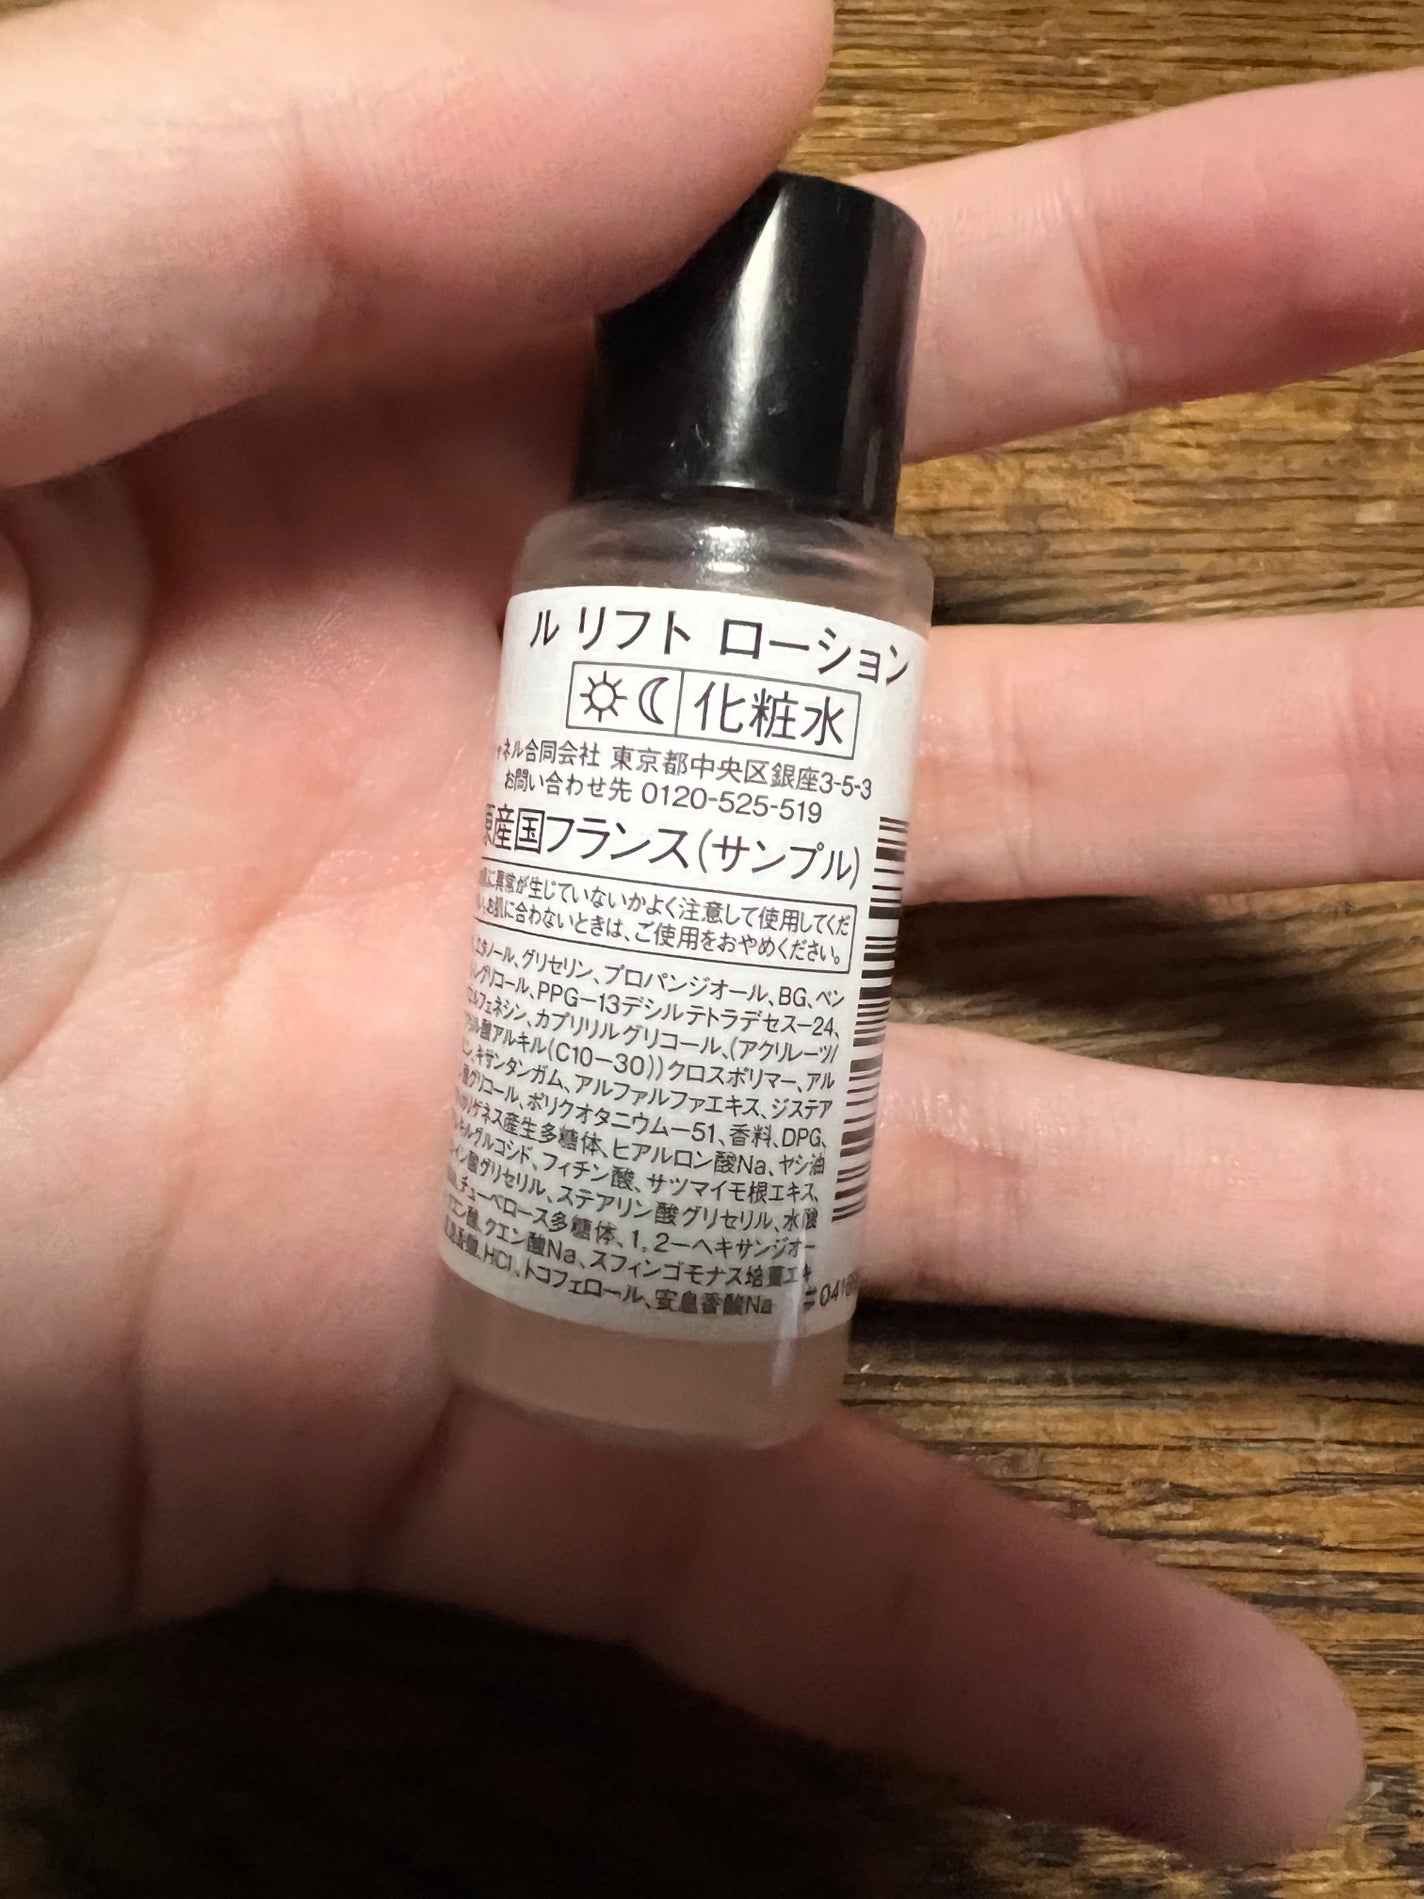 ル リフト ローション
化粧水
ネル合同会社 東京都中央区銀座3-5-3
お問い合わせ先 0120-525-519
原産国フランス(サンプル)
に異常が生じていないかよく注意して使用してくだ
お肌に合わないときは、ご使用をおやめください。
エタノール、グリセリン、プロパンジオール、BG、ペン
グリコール、PPG－13デシルテトラデセス－24、
ルフェネシン、カプリリルグリコール、(アクリレーツ/
酸アルキル(C10－30))クロスポリマー、アル
ン、キサンタンガム、アルファルファエキス、ジステア
酸グリコール、ポリクオタニウム－51、香料、DPG、
リゲネス産生多糖体、ヒアルロン酸Na、ヤシ油
キルグルコシド、フィチン酸、サツマイモ根エキス、
イン酸グリセリル、ステアリン酸グリセリル、水酸
チューベロース多糖体、1, 2－ヘキサンジオー
エン酸、クエン酸Na、スフィンゴモナス培養エキ
息香酸、HCl、トコフェロール、安息香酸Na